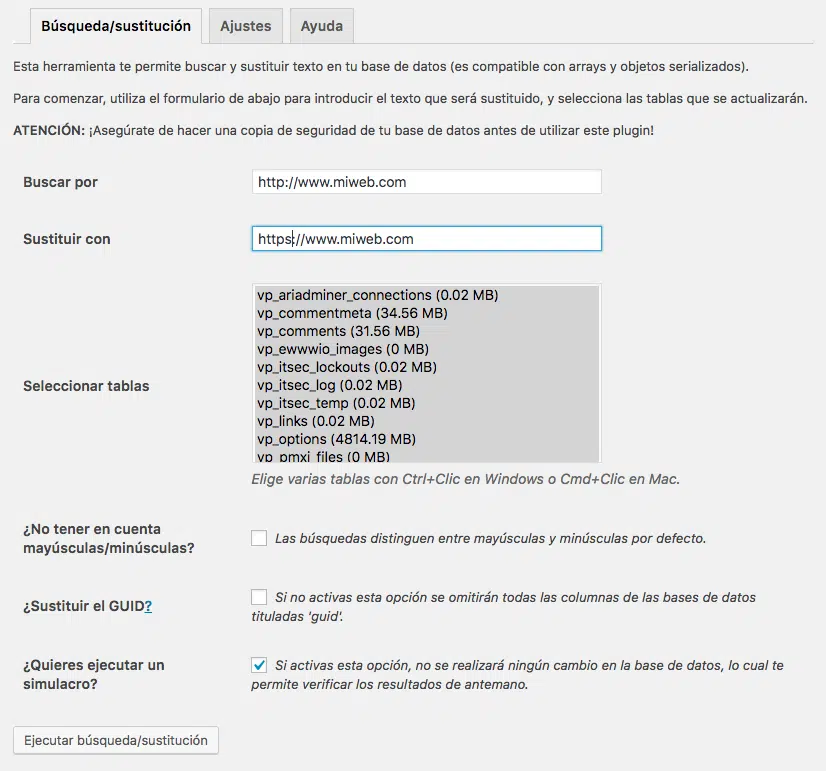 Búsqueda/sustitución
Ajustes
Ayuda
Esta herramienta te permite buscar y sustituir texto en tu base de datos (es compatible con arrays y objetos serializados).
Para comenzar, utiliza el formulario de abajo para introducir el texto que será sustituido, y selecciona las tablas que se actualizarán.
ATENCIÓN: ¡Asegúrate de hacer una copia de seguridad de tu base de datos antes de utilizar este plugin!
Buscar por
http://www.miweb.com
Sustituir con
https://www.miweb.com
Seleccionar tablas
vp_ariadminer_connections (0.02 MB)
vp_commentmeta (34.56 MB)
vp_comments (31.56 MB)
vp_ewwwio_images (0 MB)
vp_itsec_lockouts (0.02 MB)
vp_itsec_log (0.02 MB)
vp_itsec_temp (0.02 MB)
vp_links (0.02 MB)
vp_options (4814.19 MB)
vp_pmxi_files (0 MB)
Elige varias tablas con Ctrl+Clic en Windows o Cmd+Clic en Mac.
¿No tener en cuenta
mayúsculas/minúsculas?
Las búsquedas distinguen entre mayúsculas y minúsculas por defecto.
¿Sustituir el GUID?
Si no activas esta opción se omitirán todas las columnas de las bases de datos
tituladas 'guid'.
¿Quieres ejecutar un
simulacro?
Si activas esta opción, no se realizará ningún cambio en la base de datos, lo cual te
permite verificar los resultados de antemano.
Ejecutar búsqueda/sustitución